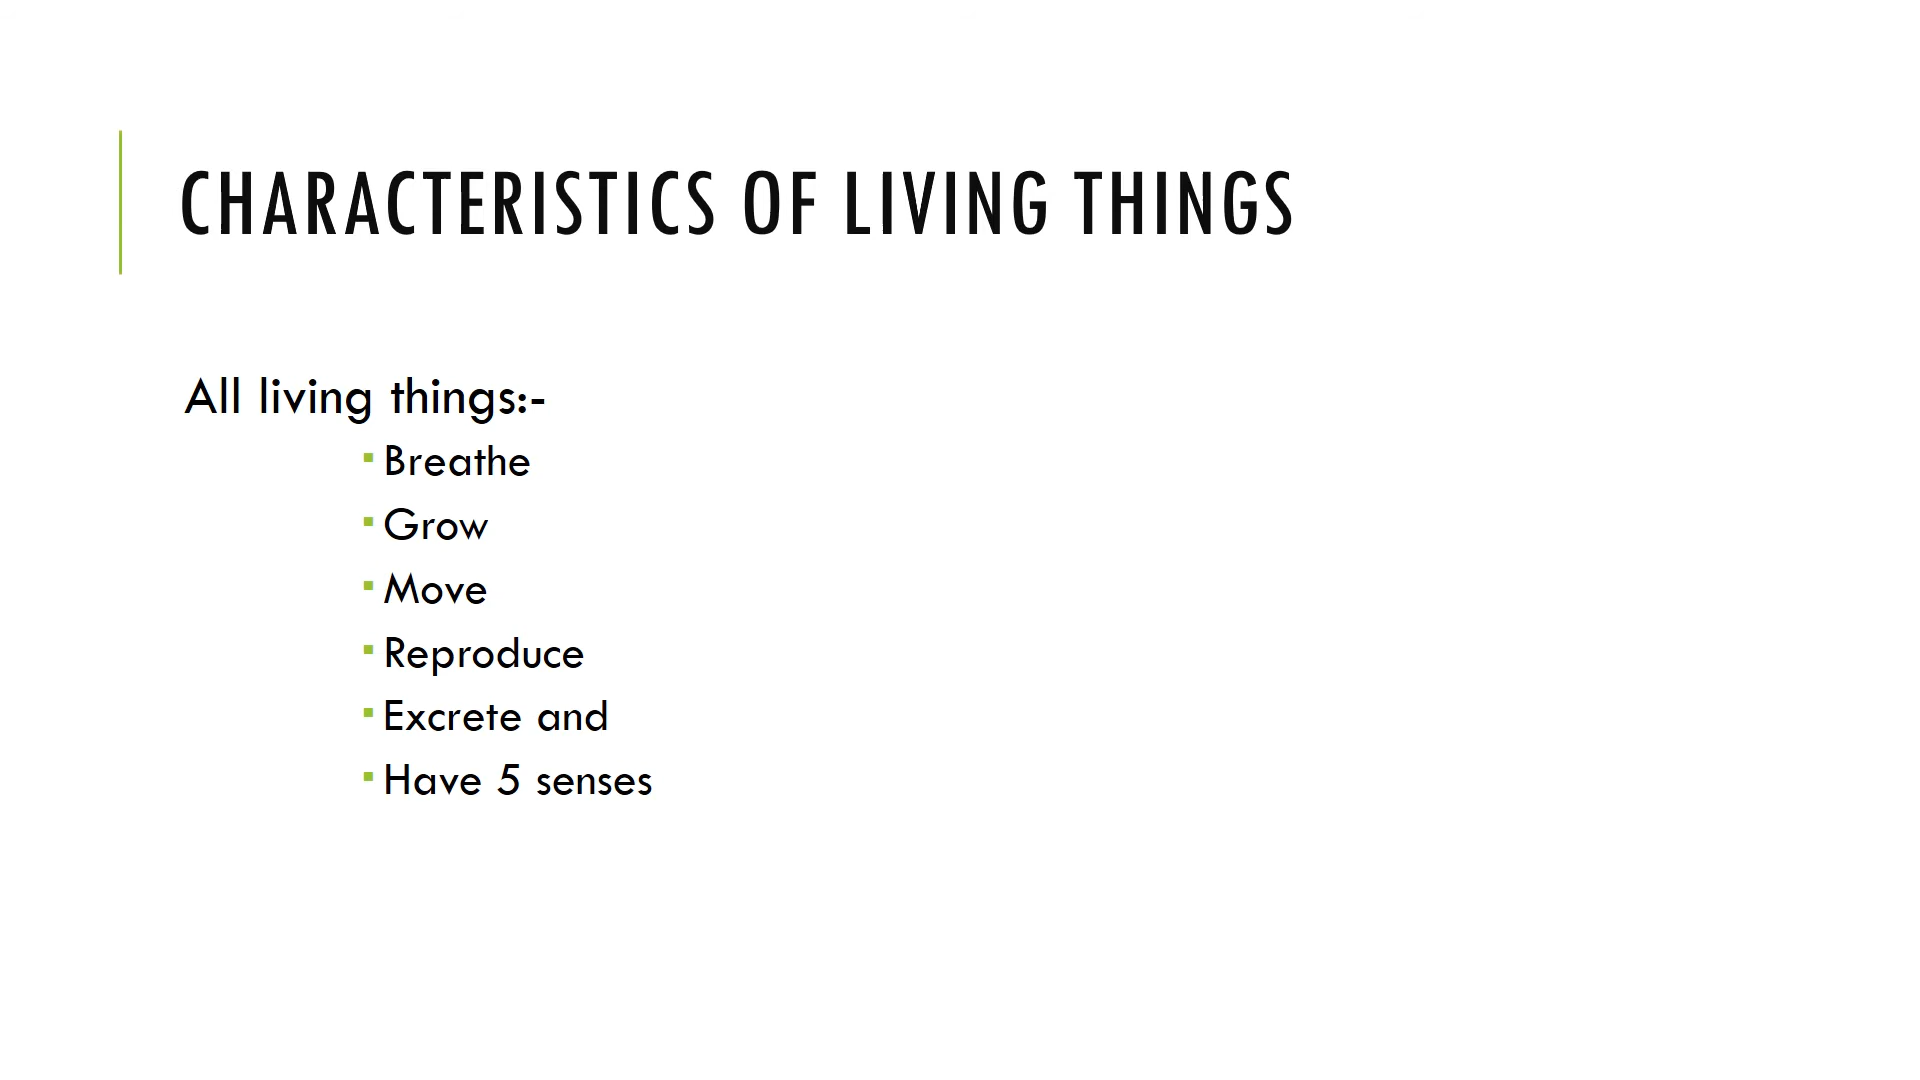 CHARACTERISTICS OF LIVING THINGS
All living things:-
▪ Breathe
▪ Grow
▪ Move
▪ Reproduce
▪ Excrete and
▪ Have 5 senses